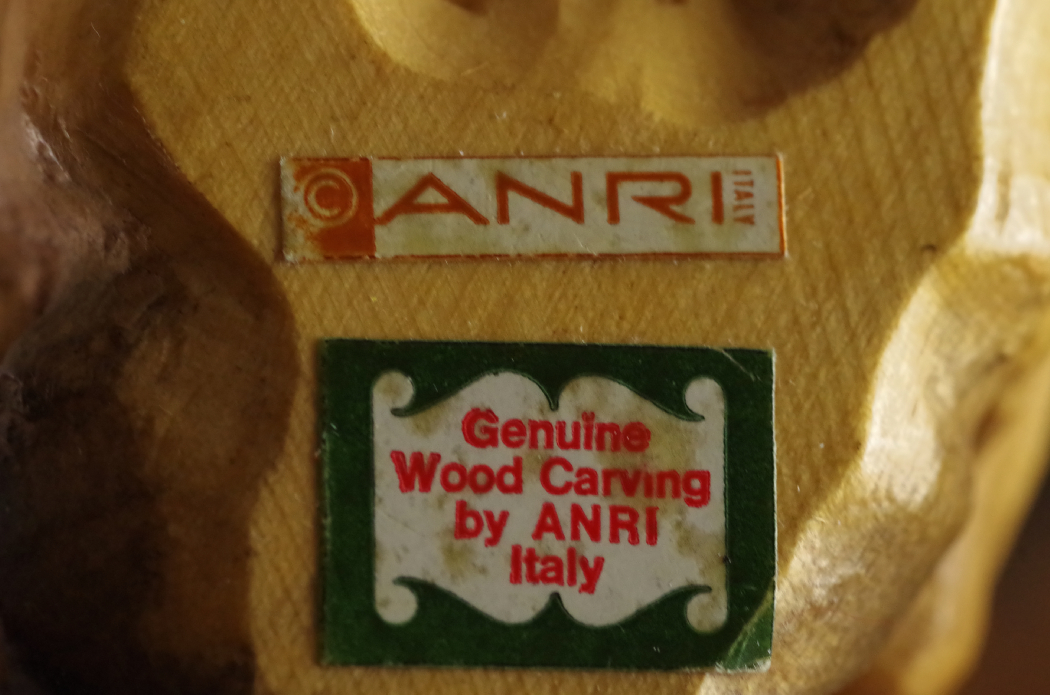 © ANRI ITALY
Genuine
Wood Carving
by ANRI
Italy